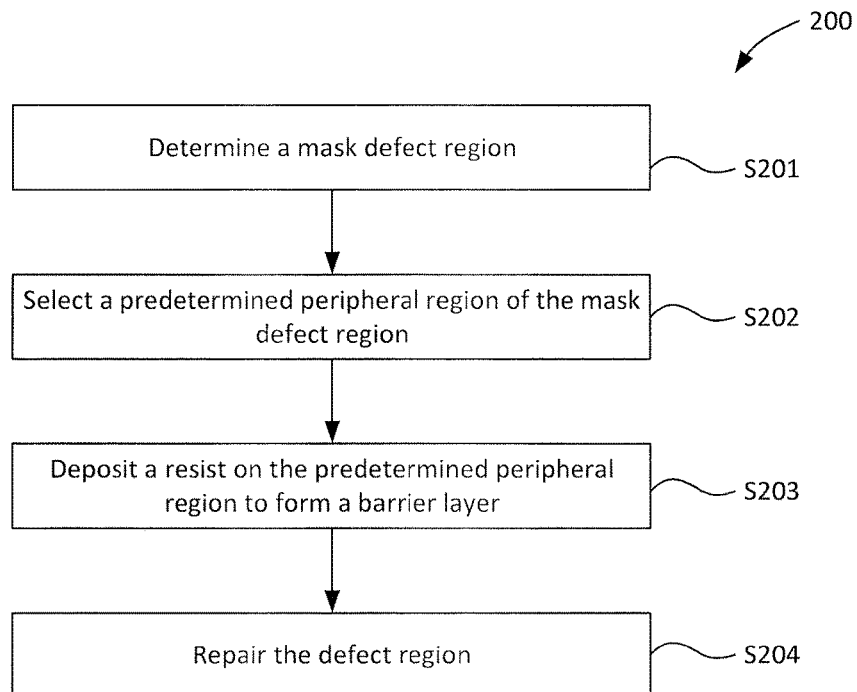 200
Determine a mask defect region
S201
Select a predetermined peripheral region of the mask
defect region
S202
Deposit a resist on the predetermined peripheral
region to form a barrier layer
S203
Repair the defect region
S204